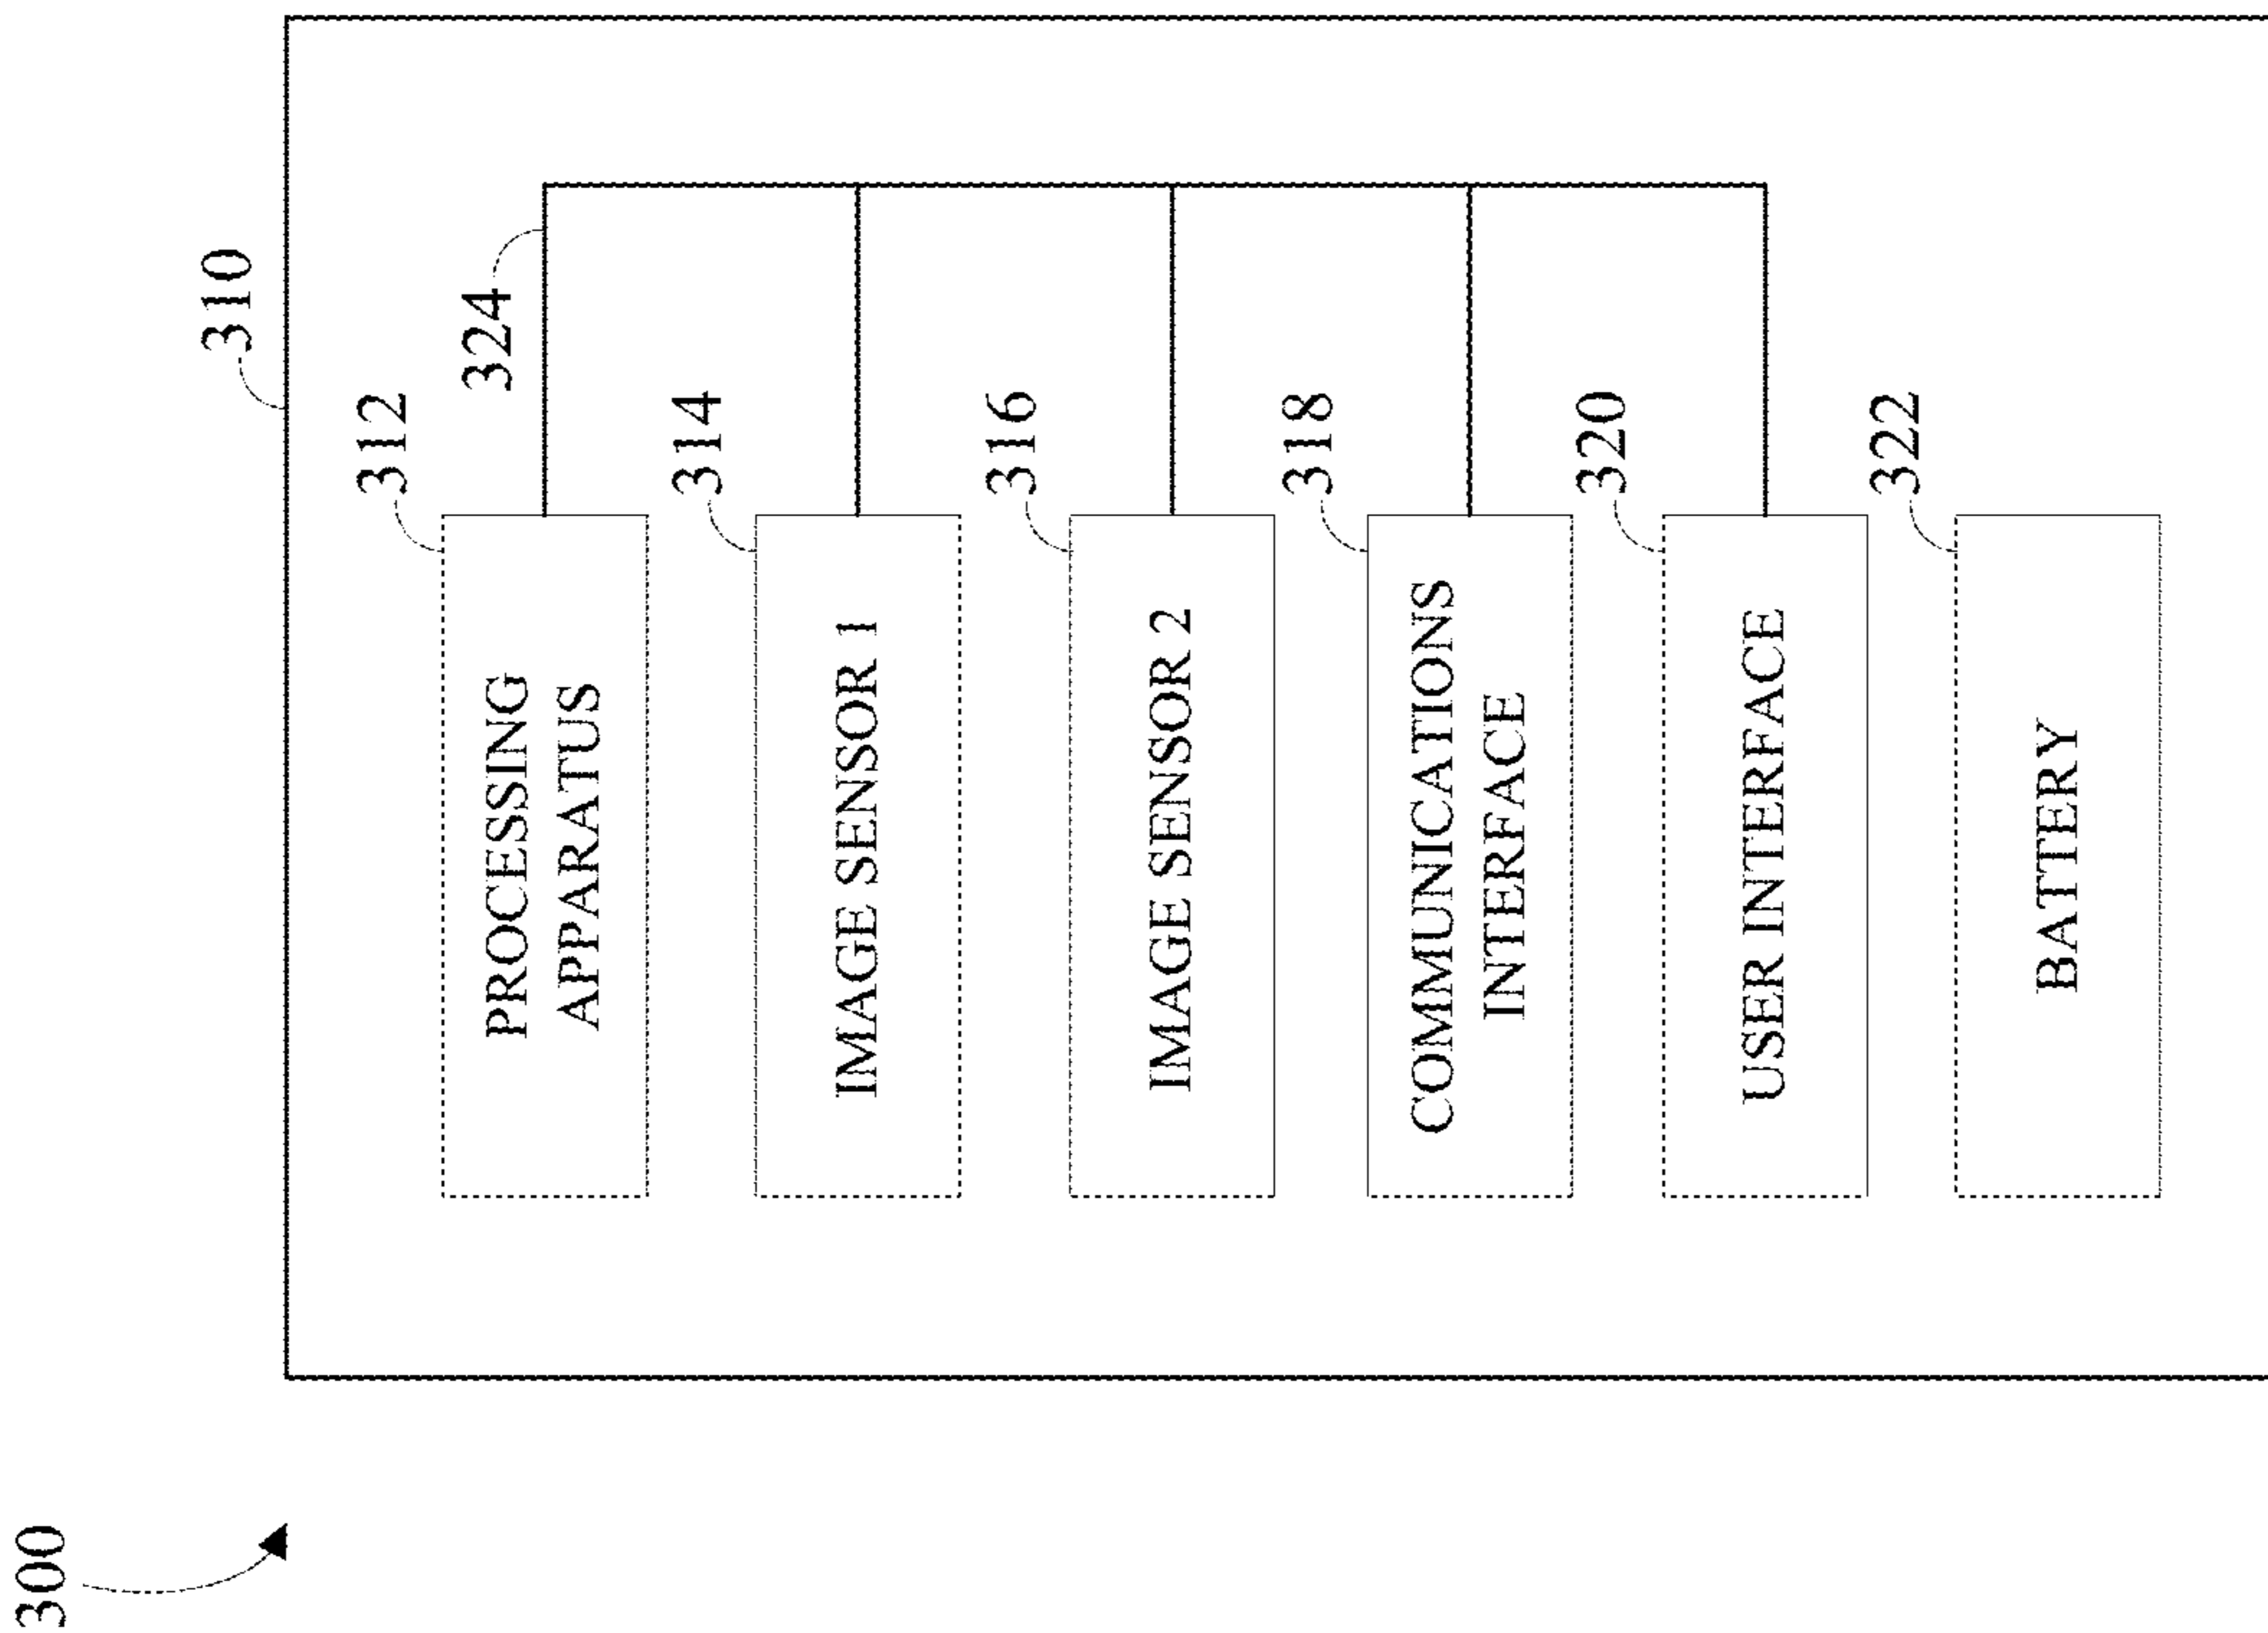 300
310
312
PROCESSING
APPARATUS
324
314
IMAGE SENSOR 1
316
IMAGE SENSOR 2
318
COMMUNICATIONS
INTERFACE
320
USER INTERFACE
322
BATTERY